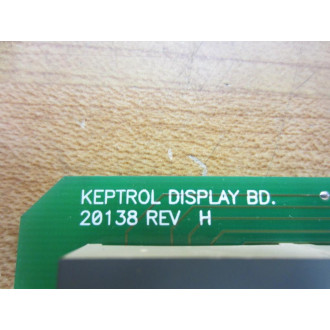 KEPTROL DISPLAY BD.
20138 REV H